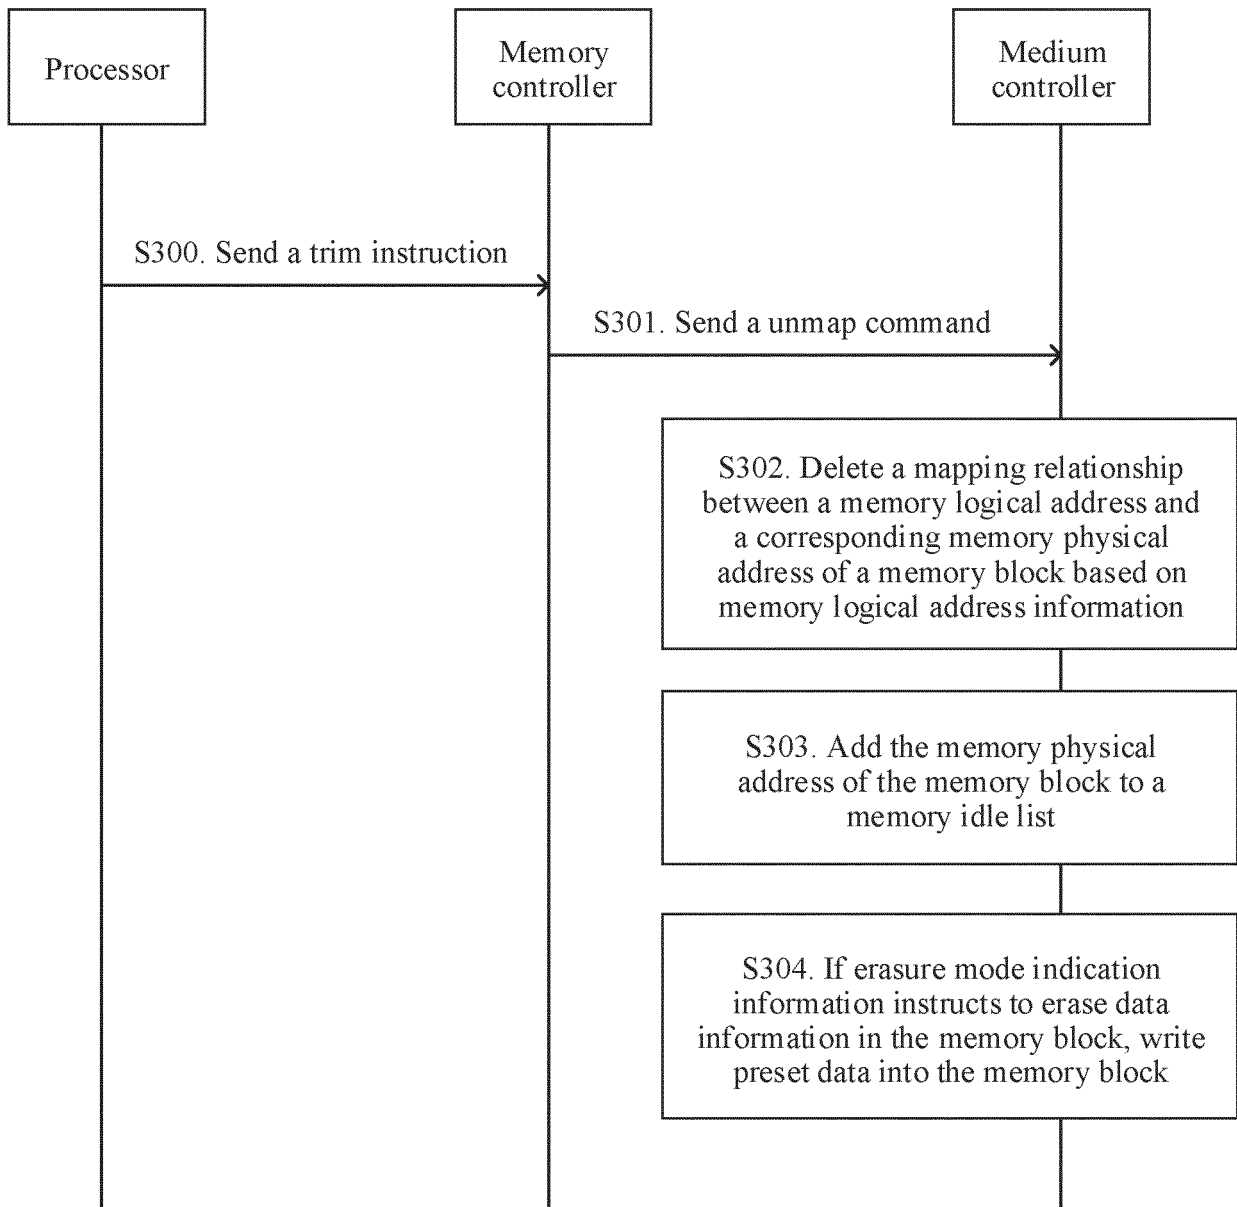 Processor
Memory
controller
Medium
controller
S300. Send a trim instruction
S301. Send a unmap command
S302. Delete a mapping relationship
between a memory logical address and
a corresponding memory physical
address of a memory block based on
memory logical address information
S303. Add the memory physical
address of the memory block to a
memory idle list
S304. If erasure mode indication
information instructs to erase data
information in the memory block, write
preset data into the memory block